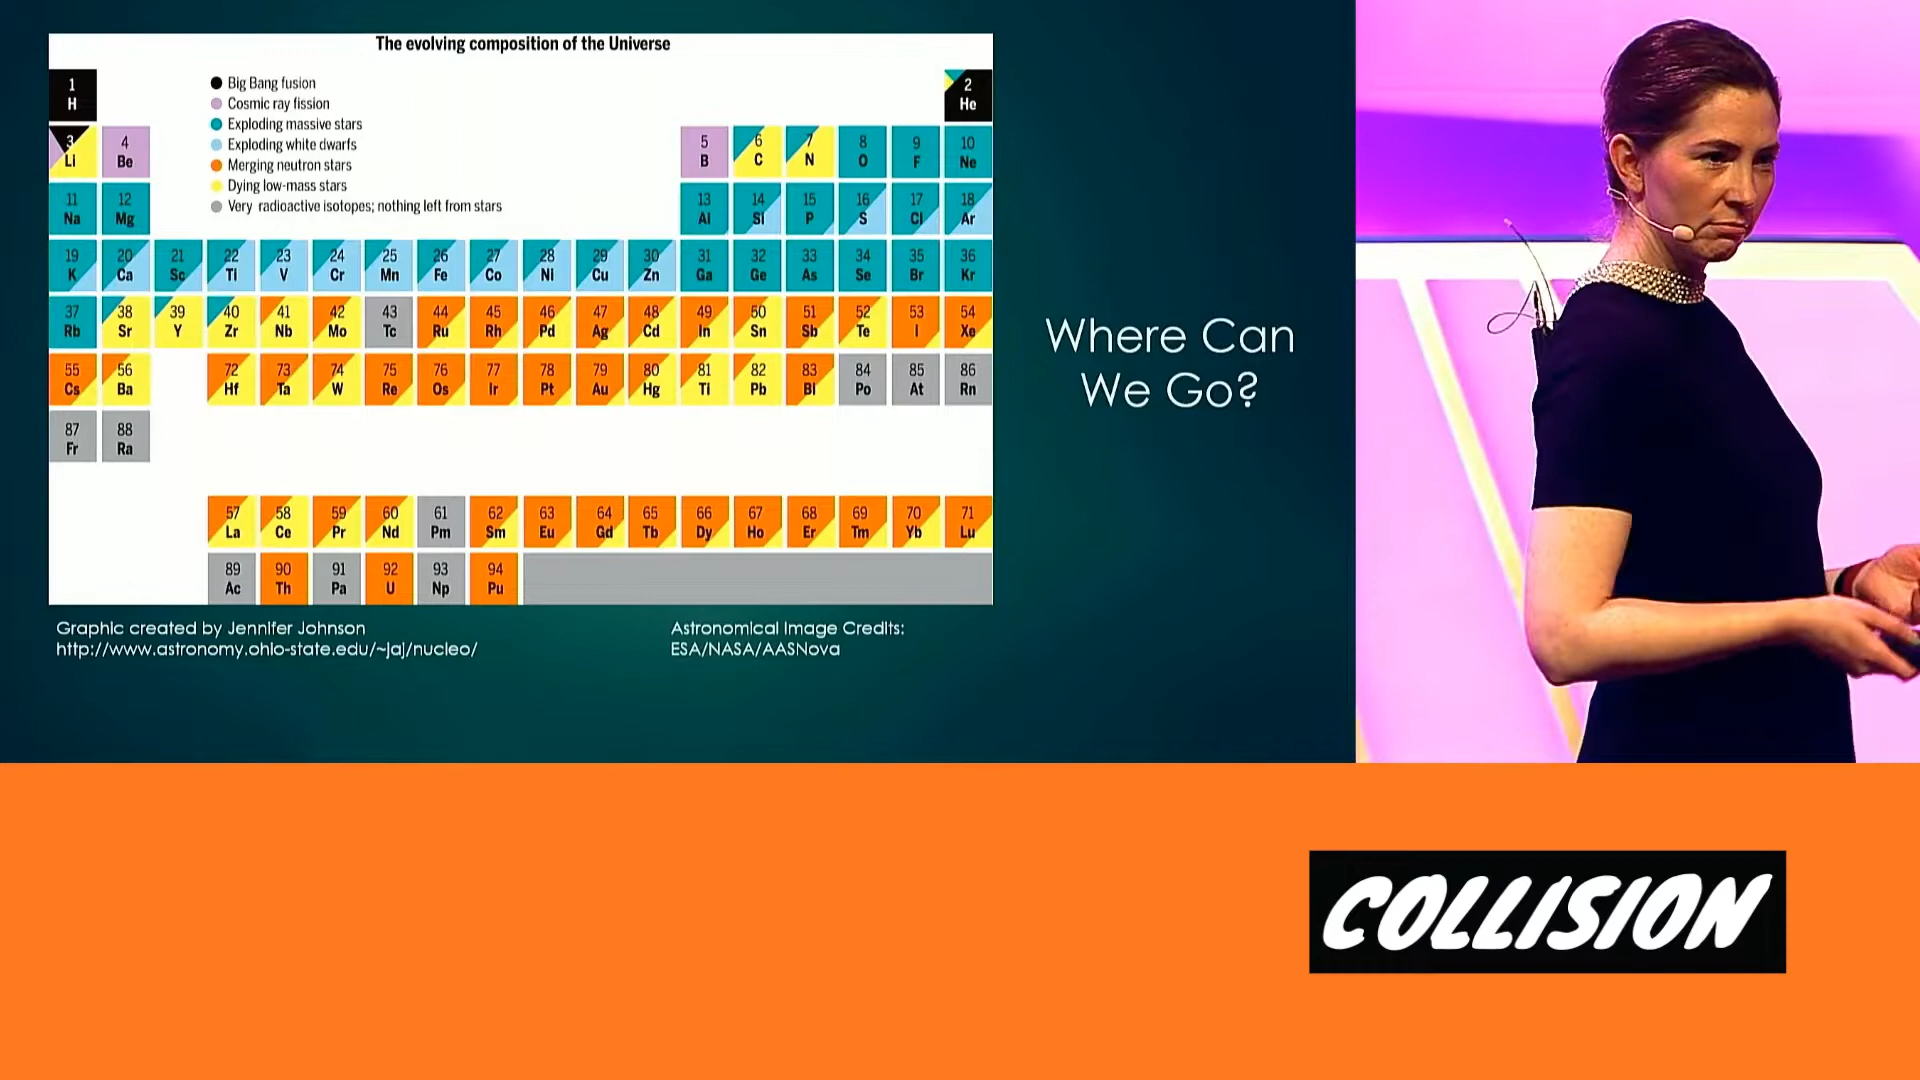 The evolving composition of the Universe
Big Bang fusion
Cosmic ray fission
Exploding massive stars
Exploding white dwarfs
Merging neutron stars
Dying low-mass stars
Very radioactive isotopes; nothing left from stars
1 2
H He
3 4 5 6 7 8 9 10
Li Be B C N O F Ne
11 12 13 14 15 16 17 18
Na Mg Al Si P S Cl Ar
19 20 21 22 23 24 25 26 27 28 29 30 31 32 33 34 35 36
K Ca Sc Ti V Cr Mn Fe Co Ni Cu Zn Ga Ge As Se Br Kr
37 38 39 40 41 42 43 44 45 46 47 48 49 50 51 52 53 54
Rb Sr Y Zr Nb Mo Tc Ru Rh Pd Ag Cd In Sn Sb Te I Xe
55 56 72 73 74 75 76 77 78 79 80 81 82 83 84 85 86
Cs Ba Hf Ta W Re Os Ir Pt Au Hg Tl Pb Bi Po At Rn
87 88
Fr Ra
57 58 59 60 61 62 63 64 65 66 67 68 69 70 71
La Ce Pr Nd Pm Sm Eu Gd Tb Dy Ho Er Tm Yb Lu
89 90 91 92 93 94
Ac Th Pa U Np Pu
Graphic created by Jennifer Johnson
http://www.astronomy.ohio-state.edu/~jaj/nucleo/
Astronomical Image Credits:
ESA/NASA/AASNova
Where Can
We Go?
COLLISION